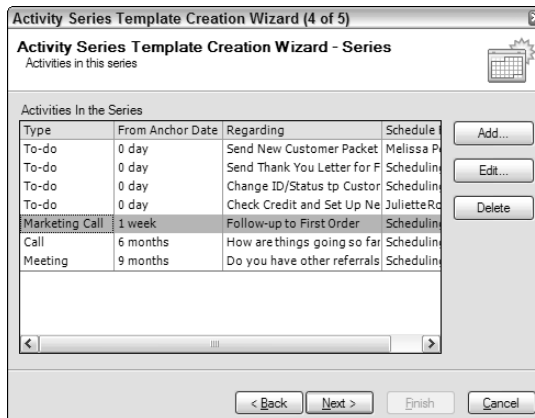 Activity Series Template Creation Wizard (4 of 5)
Activity Series Template Creation Wizard - Series
Activities in this series
Activities In the Series
Type From Anchor Date Regarding Schedule
To-do 0 day Send New Customer Packet Melissa
To-do 0 day Send Thank You Letter for F Scheduling
To-do 0 day Change ID/Status tp Custor Scheduling
To-do 0 day Check Credit and Set Up Ne JulietteRo
Marketing Call 1 week Follow-up to First Order Scheduling
Call 6 months How are things going so far Scheduling
Meeting 9 months Do you have other referrals Scheduling
Add...
Edit...
Delete
< Back Next > Finish Cancel